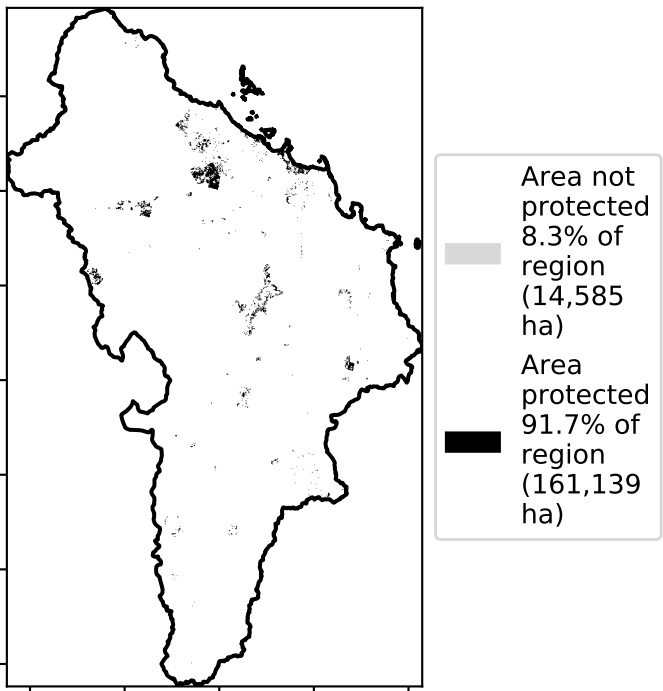 Area not
protected
8.3% of
region
(14,585
ha)
Area
protected
91.7% of
region
(161,139
ha)